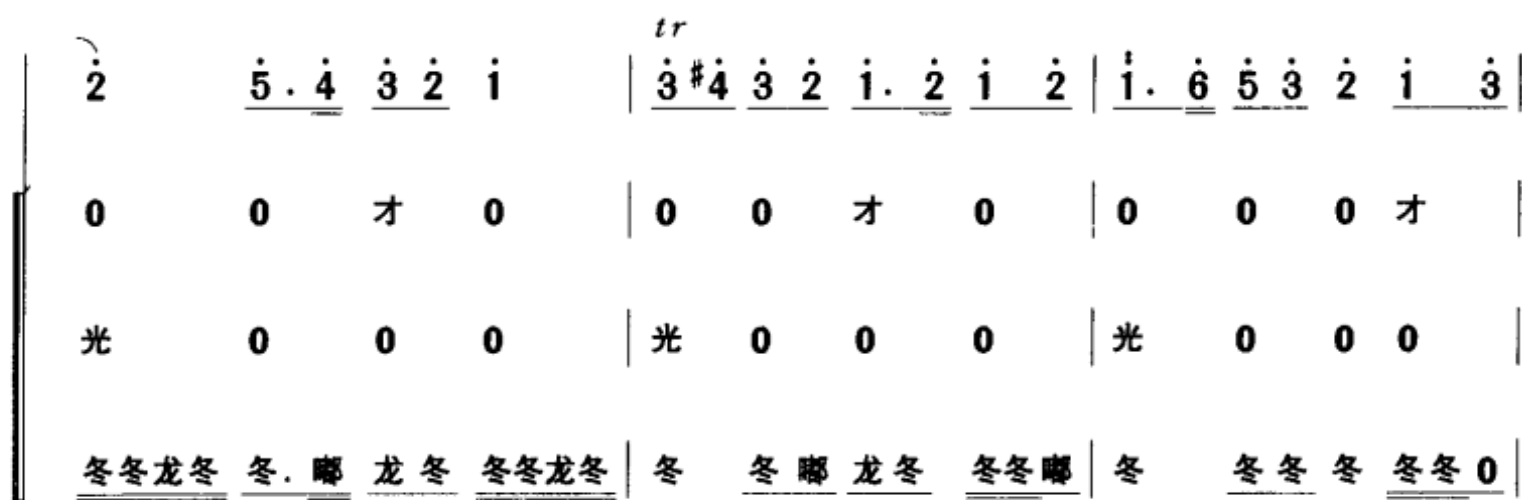 tr
2̇ 5̇ . 4̇ 3̇ 2̇ 1̇ | 3̇ #4̇ 3̇ 2̇ 1̇ . 2̇ 1̇ 2̇ | 1̈ . 6̇ 5̇ 3̇ 2̇ 1̇ 3̇ |
0 0 才 0 | 0 0 才 0 | 0 0 0 才 |
光 0 0 0 | 光 0 0 0 | 光 0 0 0 |
冬冬龙冬 冬 . 嘟 龙冬 冬冬龙冬 | 冬 冬嘟 龙冬 冬冬嘟 | 冬 冬冬 冬 冬冬0 |